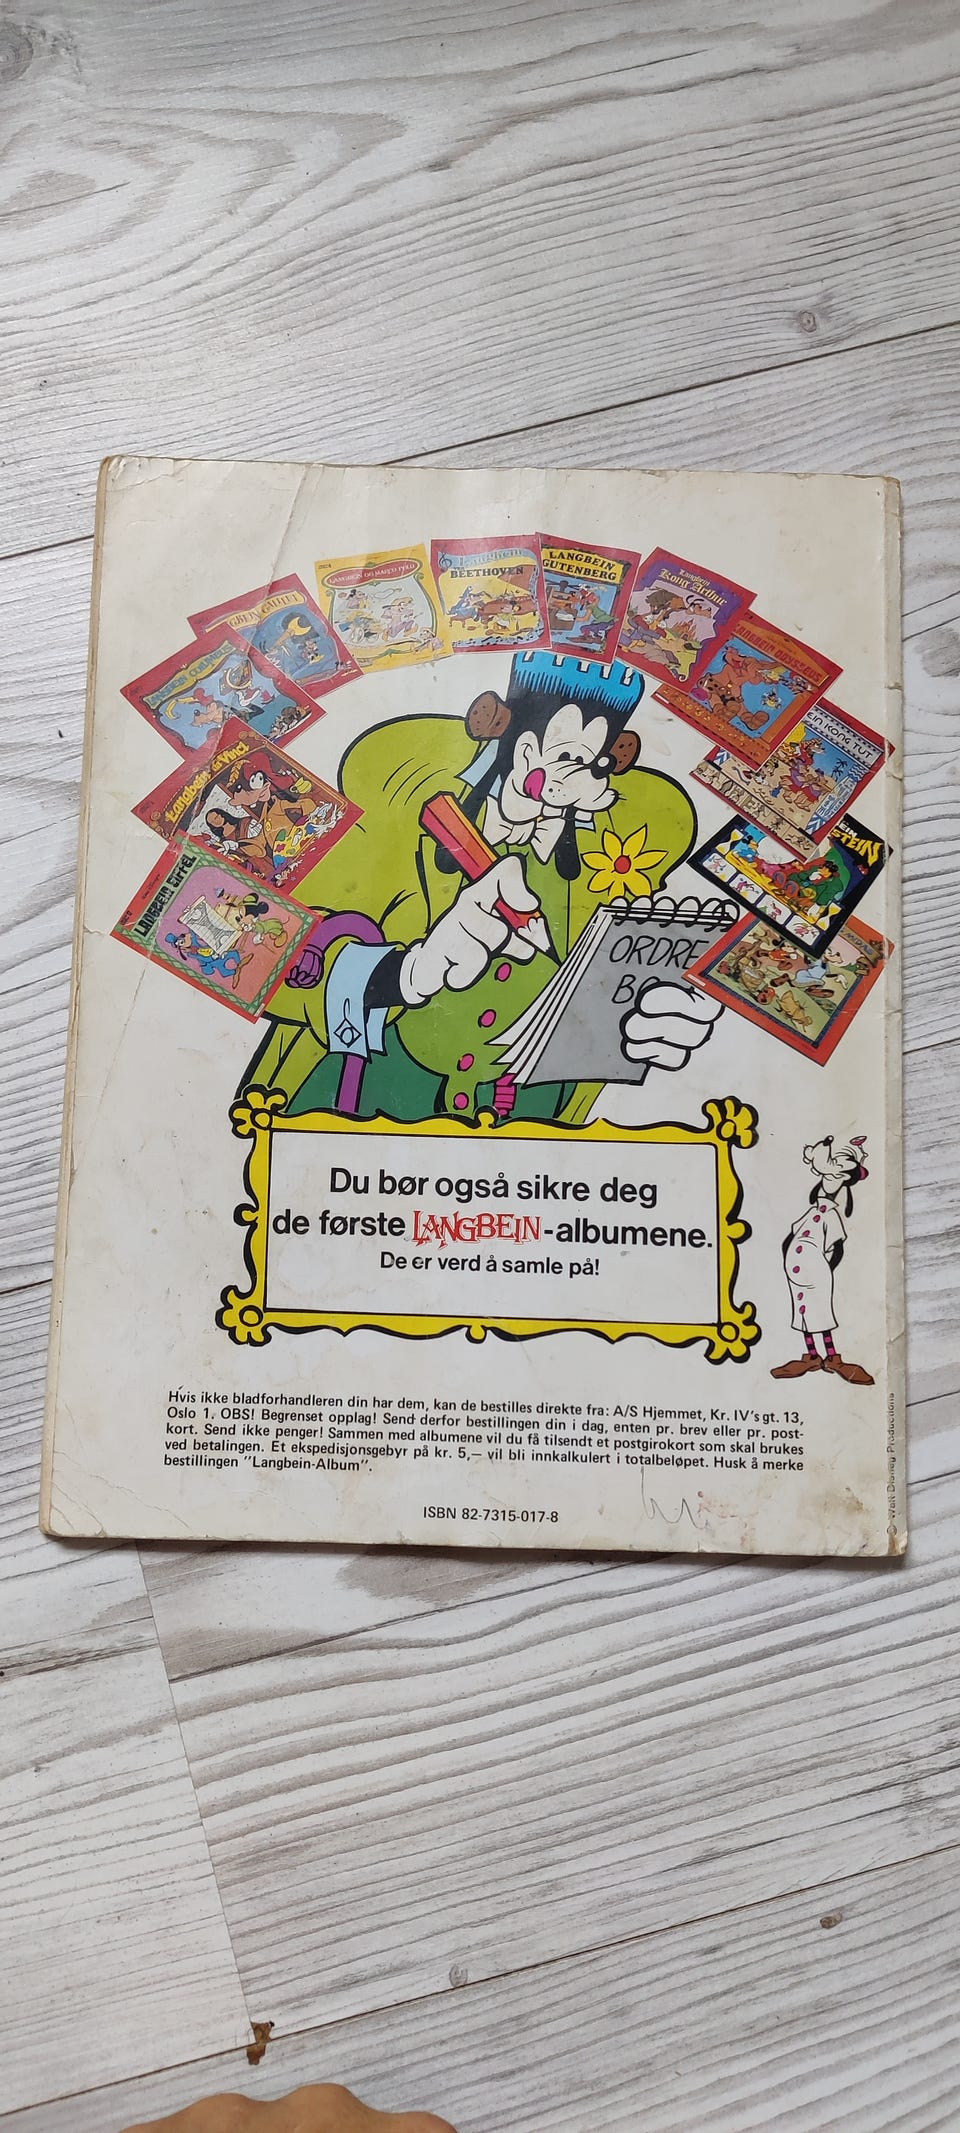 LANGBEIN OG MARCO POLO
Langbein
BEETHOVEN
LANGBEIN
GUTENBERG
Langbein
Kong Arthur
LANGBEIN ODYSSEUS
KONG TUT
Langbein da Vinci
LANGBEIN EIFFEL
ORDRE
Du bør også sikre deg
de første LANGBEIN-albumene.
De er verd å samle på!
Hvis ikke bladforhandleren din har dem, kan de bestilles direkte fra: A/S Hjemmet, Kr. IV's gt. 13,
Oslo 1. OBS! Begrenset opplag! Send derfor bestillingen din i dag, enten pr. brev eller pr. post-
kort. Send ikke penger! Sammen med albumene vil du få tilsendt et postgirokort som skal brukes
ved betalingen. Et ekspedisjonsgebyr på kr. 5,— vil bli innkalkulert i totalbeløpet. Husk å merke
bestillingen "Langbein-Album".
ISBN 82-7315-017-8
© Walt Disney Productions